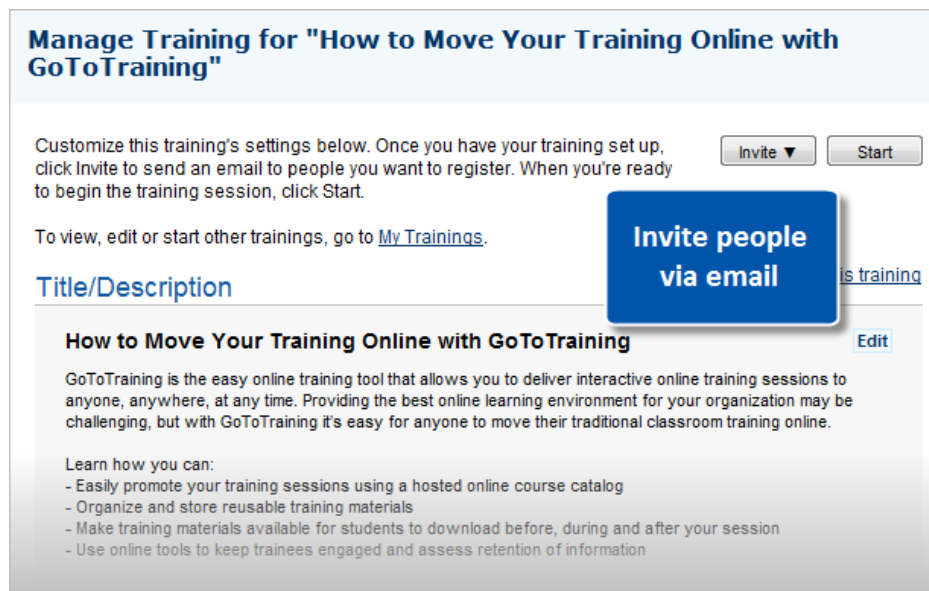 Manage Training for "How to Move Your Training Online with
GoToTraining"
Customize this training's settings below. Once you have your training set up,
click Invite to send an email to people you want to register. When you're ready
to begin the training session, click Start.
Invite ▼
Start
To view, edit or start other trainings, go to My Trainings.
Invite people
via email
is training
Title/Description
How to Move Your Training Online with GoToTraining
Edit
GoToTraining is the easy online training tool that allows you to deliver interactive online training sessions to
anyone, anywhere, at any time. Providing the best online learning environment for your organization may be
challenging, but with GoToTraining it's easy for anyone to move their traditional classroom training online.
Learn how you can:
- Easily promote your training sessions using a hosted online course catalog
- Organize and store reusable training materials
- Make training materials available for students to download before, during and after your session
- Use online tools to keep trainees engaged and assess retention of information